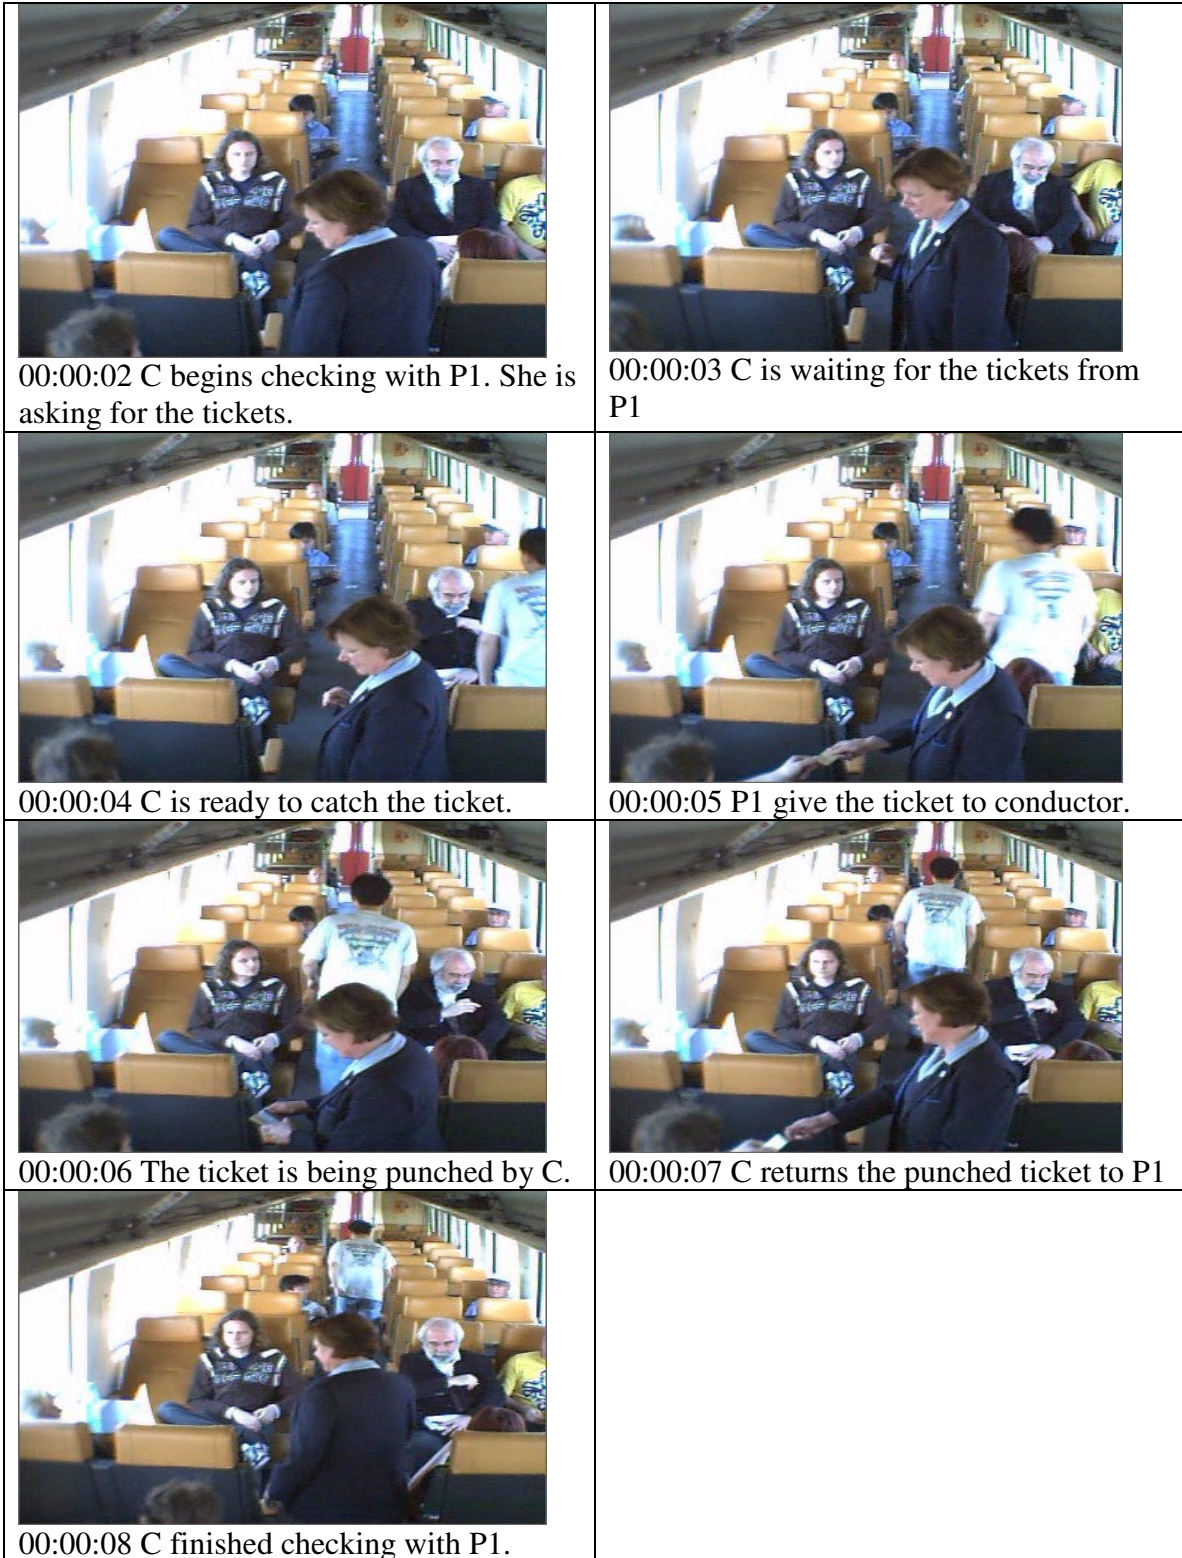 00:00:02 C begins checking with P1. She is
asking for the tickets.
00:00:03 C is waiting for the tickets from
P1
00:00:04 C is ready to catch the ticket.
00:00:05 P1 give the ticket to conductor.
00:00:06 The ticket is being punched by C.
00:00:07 C returns the punched ticket to P1
00:00:08 C finished checking with P1.